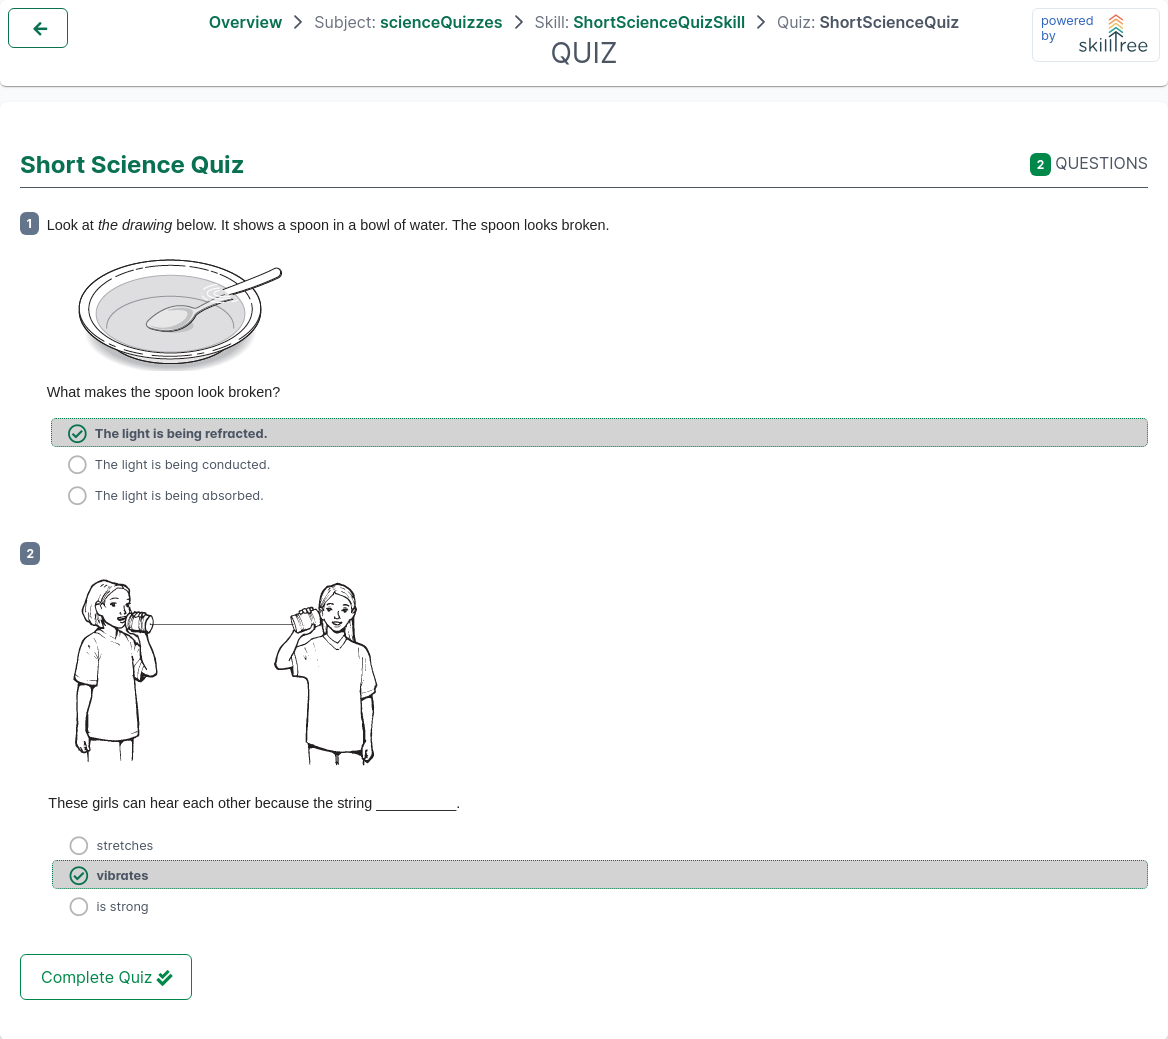 Overview > Subject: scienceQuizzes > Skill: ShortScienceQuizSkill > Quiz: ShortScienceQuiz
QUIZ
powered
by
skilltree
Short Science Quiz
2 QUESTIONS
1 Look at the drawing below. It shows a spoon in a bowl of water. The spoon looks broken.
What makes the spoon look broken?
The light is being refracted.
The light is being conducted.
The light is being absorbed.
2
These girls can hear each other because the string __________.
stretches
vibrates
is strong
Complete Quiz